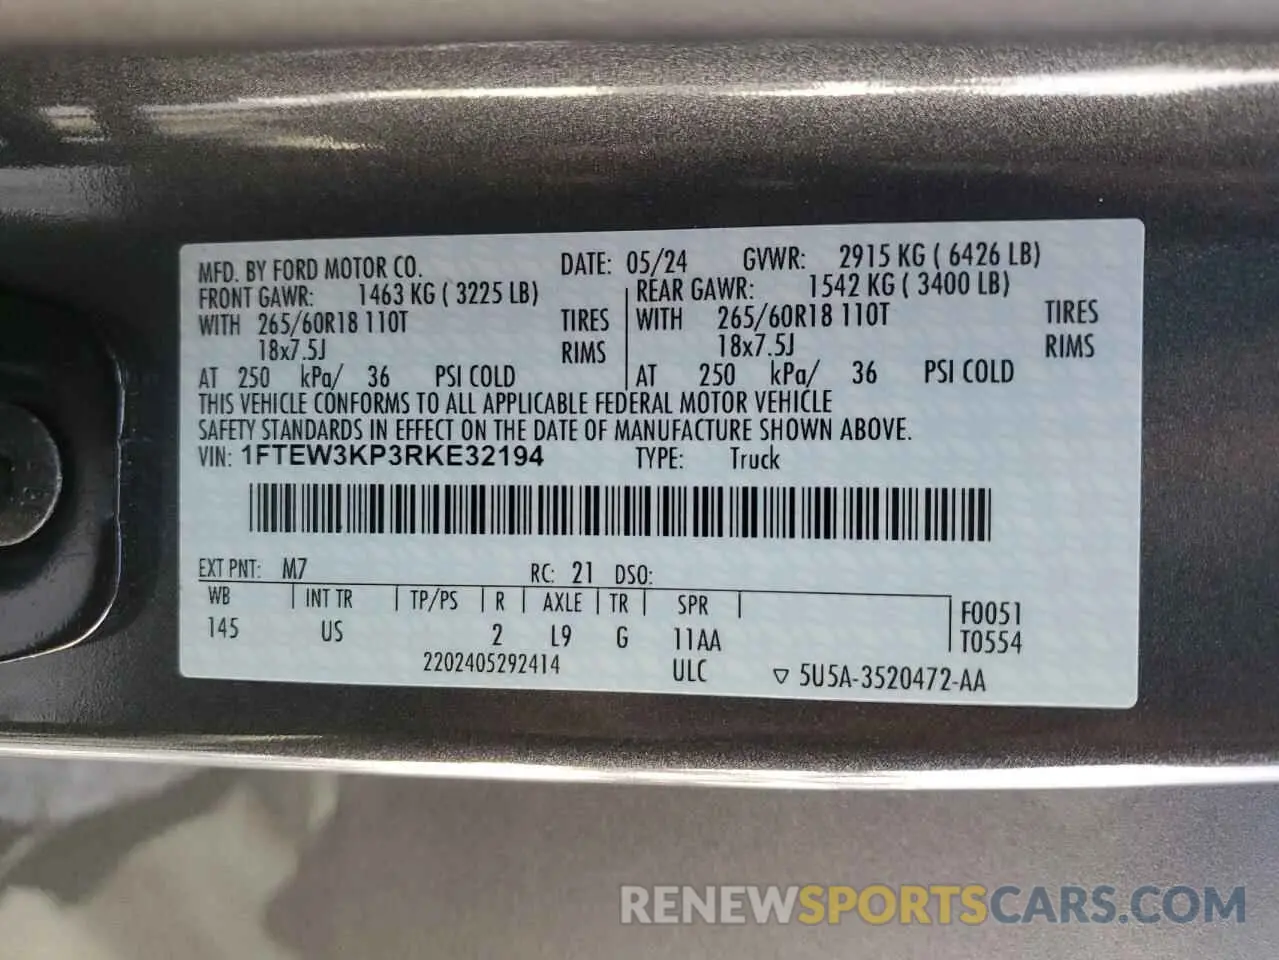 MFD. BY FORD MOTOR CO. DATE: 05/24 GVWR: 2915 KG ( 6426 LB)
FRONT GAWR: 1463 KG ( 3225 LB) REAR GAWR: 1542 KG ( 3400 LB)
WITH 265/60R18 110T TIRES WITH 265/60R18 110T TIRES
18x7.5J RIMS 18x7.5J RIMS
AT 250 kPa/ 36 PSI COLD AT 250 kPa/ 36 PSI COLD
THIS VEHICLE CONFORMS TO ALL APPLICABLE FEDERAL MOTOR VEHICLE
SAFETY STANDARDS IN EFFECT ON THE DATE OF MANUFACTURE SHOWN ABOVE.
VIN: 1FTEW3KP3RKE32194 TYPE: Truck
EXT PNT: M7 RC: 21 DSO:
WB INT TR TP/PS R AXLE TR SPR F0051
145 US 2 L9 G 11AA T0554
2202405292414 ULC ▽ 5U5A-3520472-AA
RENEWSPORTSCARS.COM